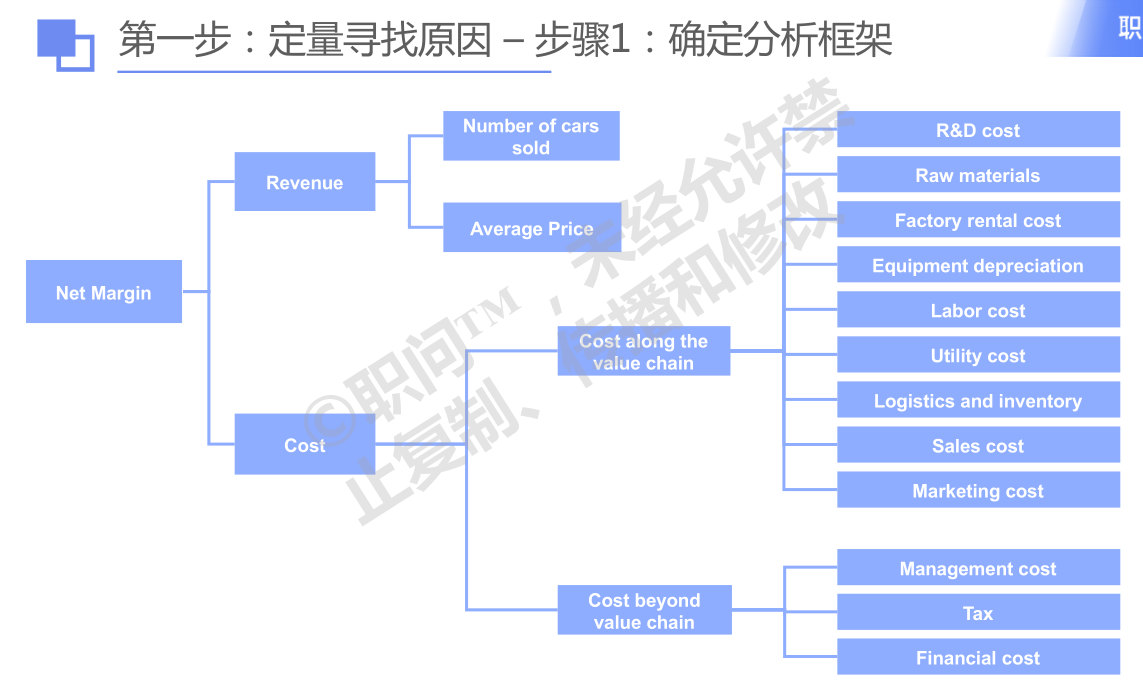 第一步：定量寻找原因 – 步骤1：确定分析框架
职
Number of cars
sold
Revenue
Average Price
Net Margin
Cost
Cost along the
value chain
R&D cost
Raw materials
Factory rental cost
Equipment depreciation
Labor cost
Utility cost
Logistics and inventory
Sales cost
Marketing cost
Cost beyond
value chain
Management cost
Tax
Financial cost
©职问™，未经允许禁
止复制、传播和修改